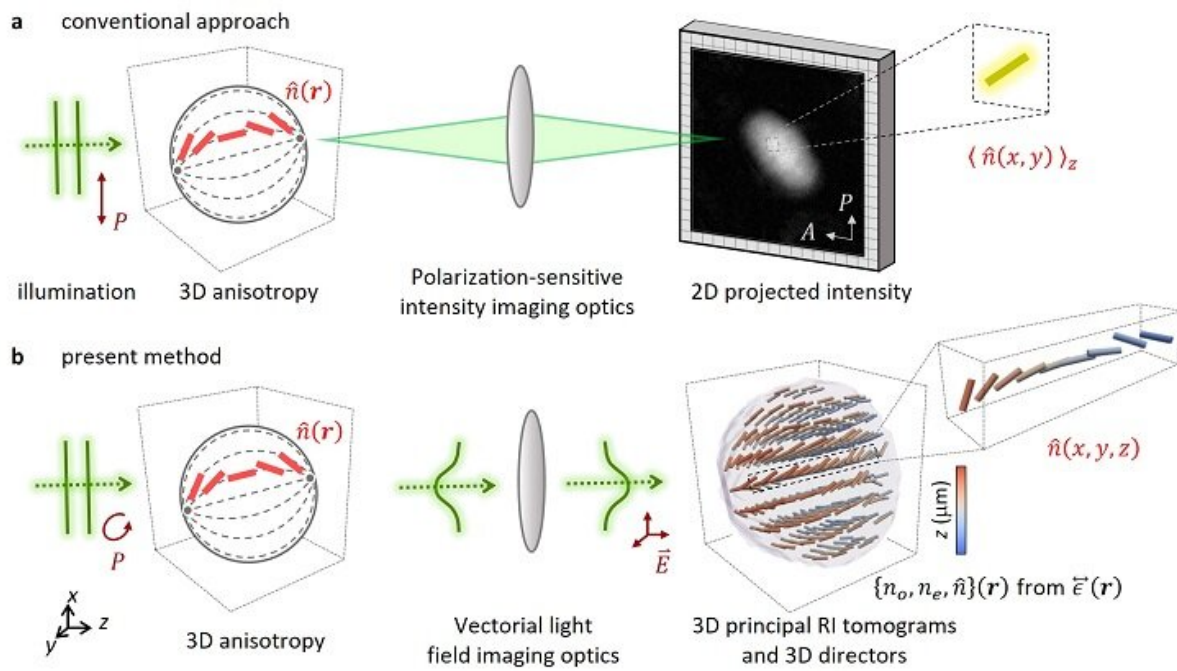 a conventional approach
n̂(r)
P
⟨ n̂(x, y) ⟩z
P
A
illumination
3D anisotropy
Polarization-sensitive
intensity imaging optics
2D projected intensity
b present method
n̂(r)
P
E⃗
n̂(x, y, z)
z (μm)
{nₒ, nₑ, n̂}(r) from ϵ⃗(r)
x
y
z
3D anisotropy
Vectorial light
field imaging optics
3D principal RI tomograms
and 3D directors